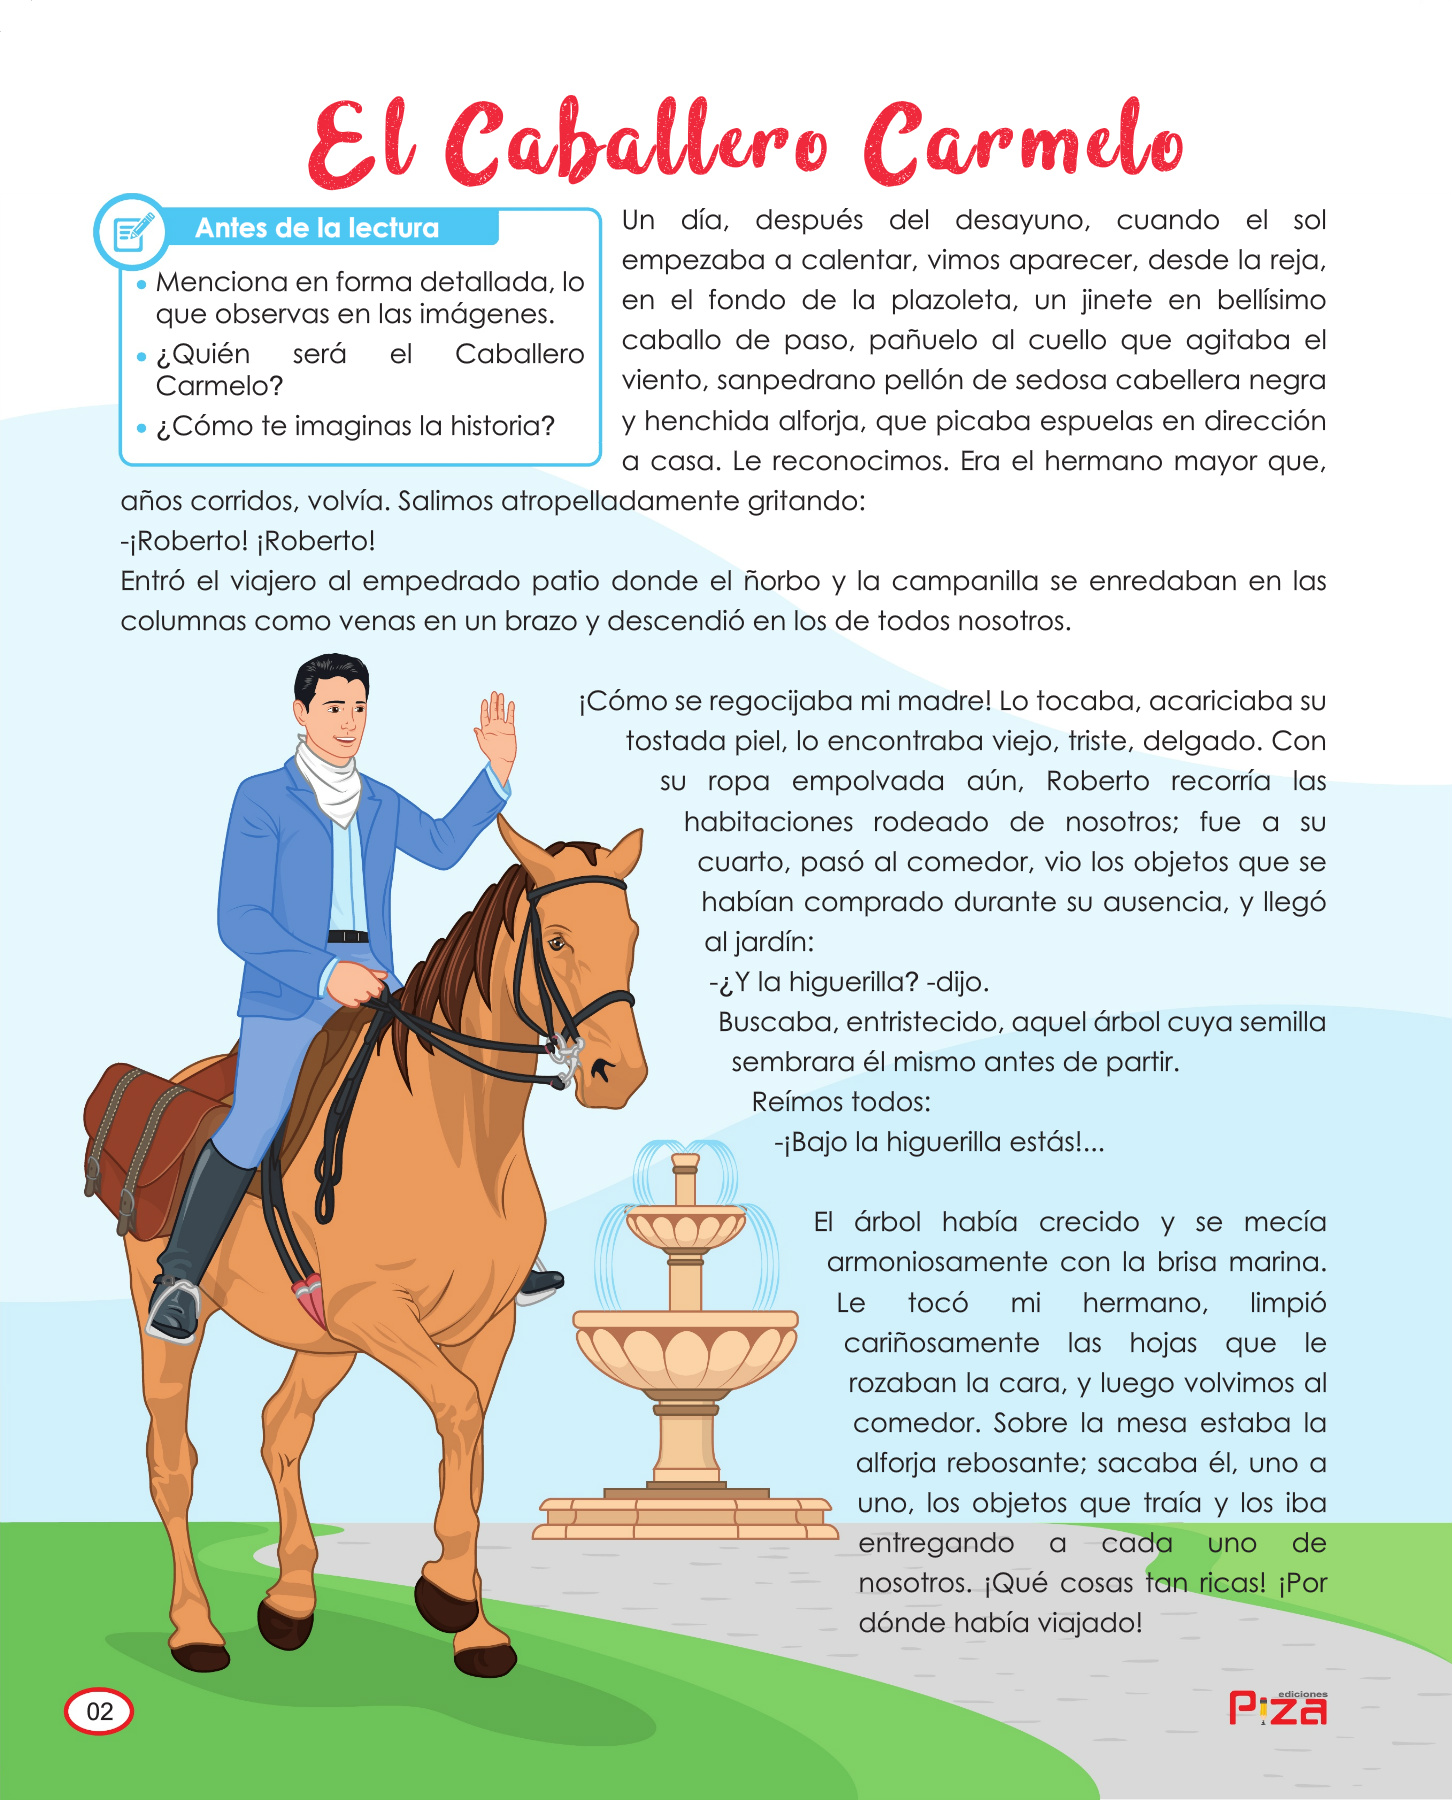 El Caballero Carmelo
Antes de la lectura
• Menciona en forma detallada, lo
que observas en las imágenes.
• ¿Quién será el Caballero
Carmelo?
• ¿Cómo te imaginas la historia?
Un día, después del desayuno, cuando el sol
empezaba a calentar, vimos aparecer, desde la reja,
en el fondo de la plazoleta, un jinete en bellísimo
caballo de paso, pañuelo al cuello que agitaba el
viento, sanpedrano pellón de sedosa cabellera negra
y henchida alforja, que picaba espuelas en dirección
a casa. Le reconocimos. Era el hermano mayor que,
años corridos, volvía. Salimos atropelladamente gritando:
-¡Roberto! ¡Roberto!
Entró el viajero al empedrado patio donde el ñorbo y la campanilla se enredaban en las
columnas como venas en un brazo y descendió en los de todos nosotros.
¡Cómo se regocijaba mi madre! Lo tocaba, acariciaba su
tostada piel, lo encontraba viejo, triste, delgado. Con
su ropa empolvada aún, Roberto recorría las
habitaciones rodeado de nosotros; fue a su
cuarto, pasó al comedor, vio los objetos que se
habían comprado durante su ausencia, y llegó
al jardín:
-¿Y la higuerilla? -dijo.
Buscaba, entristecido, aquel árbol cuya semilla
sembrara él mismo antes de partir.
Reímos todos:
-¡Bajo la higuerilla estás!...
El árbol había crecido y se mecía
armoniosamente con la brisa marina.
Le tocó mi hermano, limpió
cariñosamente las hojas que le
rozaban la cara, y luego volvimos al
comedor. Sobre la mesa estaba la
alforja rebosante; sacaba él, uno a
uno, los objetos que traía y los iba
entregando a cada uno de
nosotros. ¡Qué cosas tan ricas! ¡Por
dónde había viajado!
02
ediciones
Piza